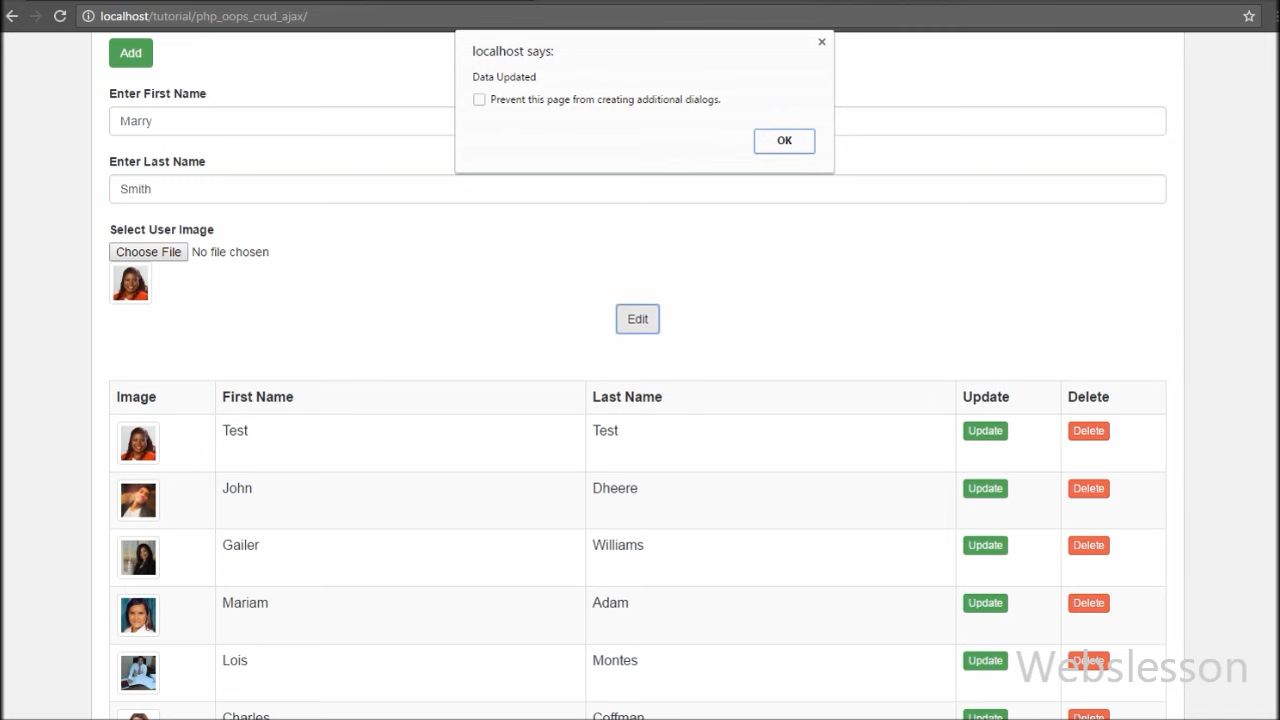 localhost/tutorial/php_oops_crud_ajax/
localhost says:
Data Updated
Prevent this page from creating additional dialogs.
OK
Add
Enter First Name
Marry
Enter Last Name
Smith
Select User Image
Choose File No file chosen
Edit
Image First Name Last Name Update Delete
Test Test Update Delete
John Dheere Update Delete
Gailer Williams Update Delete
Mariam Adam Update Delete
Lois Montes Update Delete
Webslesson
Charles Coffman Update Delete